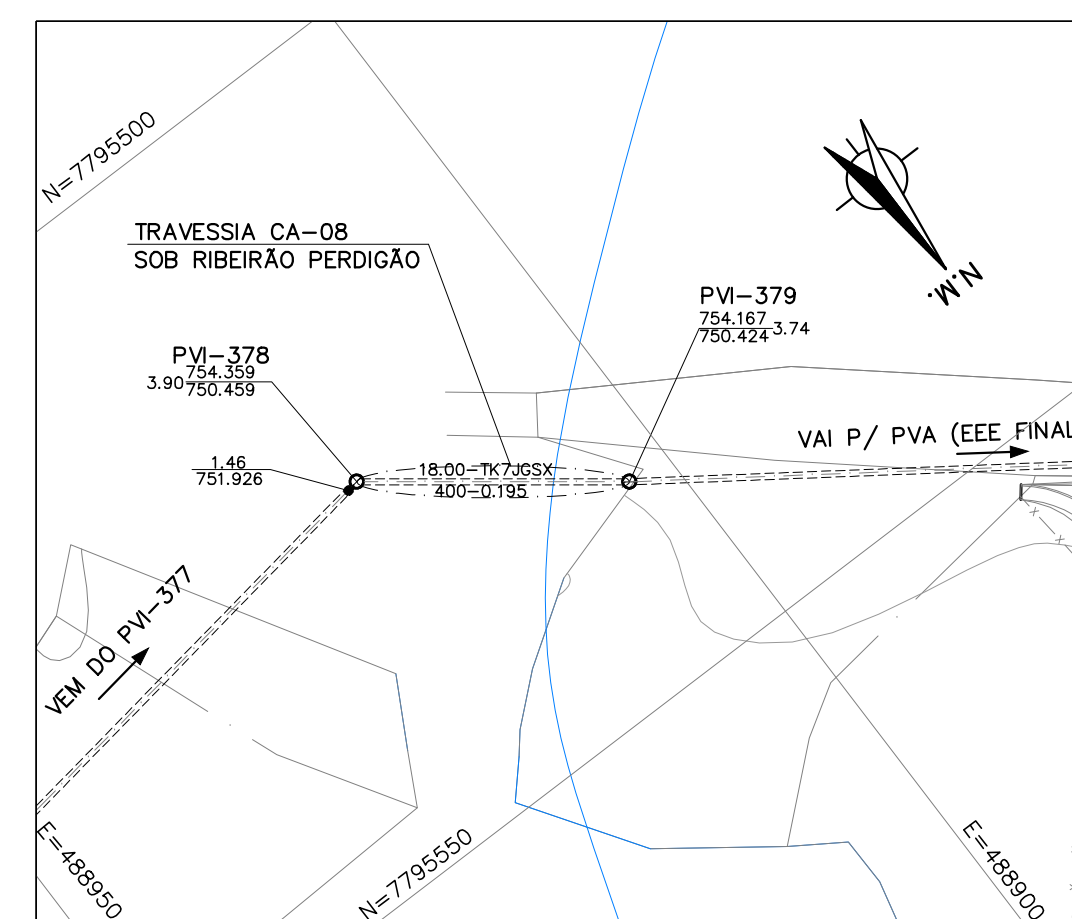 N=7795500
TRAVESSIA CA-08
SOB RIBEIRÃO PERDIGÃO
N.M.
PVI-379
754.167
750.424
3.74
PVI-378
754.359
3.90
750.459
VAI P/ PVA (EEE FINAL
1.46
751.926
18.00-TK7JGSX
400-0.195
VEM DO PVI-377
E=488950
N=7795550
E=488900